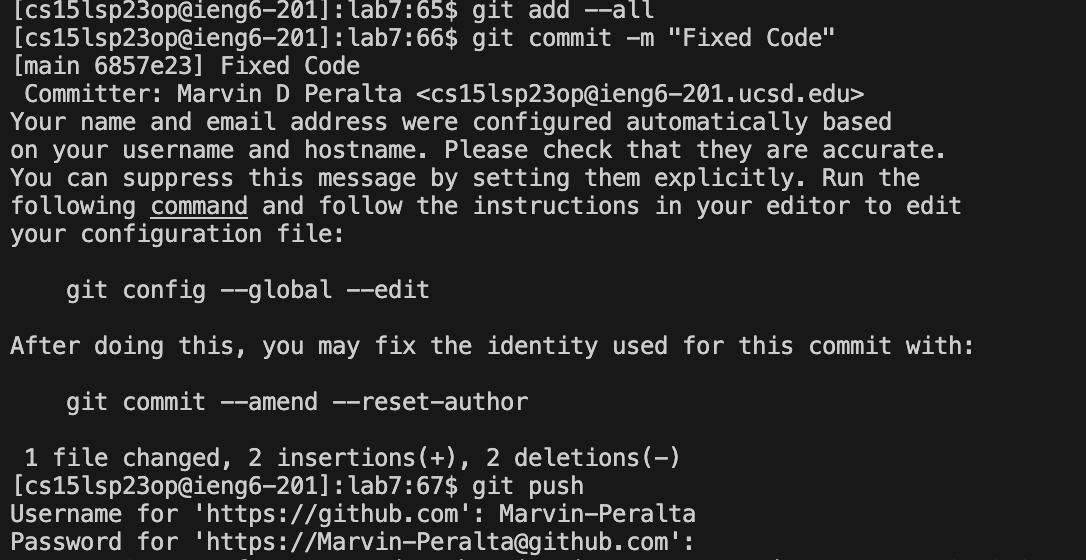 [cs15lsp23op@ieng6-201]:lab7:65$ git add --all
[cs15lsp23op@ieng6-201]:lab7:66$ git commit -m "Fixed Code"
[main 6857e23] Fixed Code
 Committer: Marvin D Peralta <cs15lsp23op@ieng6-201.ucsd.edu>
Your name and email address were configured automatically based
on your username and hostname. Please check that they are accurate.
You can suppress this message by setting them explicitly. Run the
following command and follow the instructions in your editor to edit
your configuration file:

    git config --global --edit

After doing this, you may fix the identity used for this commit with:

    git commit --amend --reset-author

 1 file changed, 2 insertions(+), 2 deletions(-)
[cs15lsp23op@ieng6-201]:lab7:67$ git push
Username for 'https://github.com': Marvin-Peralta
Password for 'https://Marvin-Peralta@github.com':